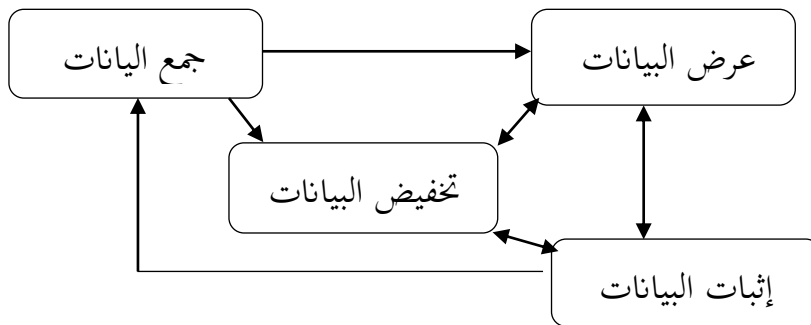 جمع اليانات
عرض البيانات
تخفيض البيانات
إثبات البيانات